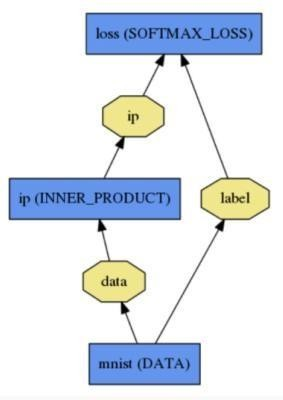 loss (SOFTMAX_LOSS)
ip
ip (INNER_PRODUCT)
label
data
mnist (DATA)